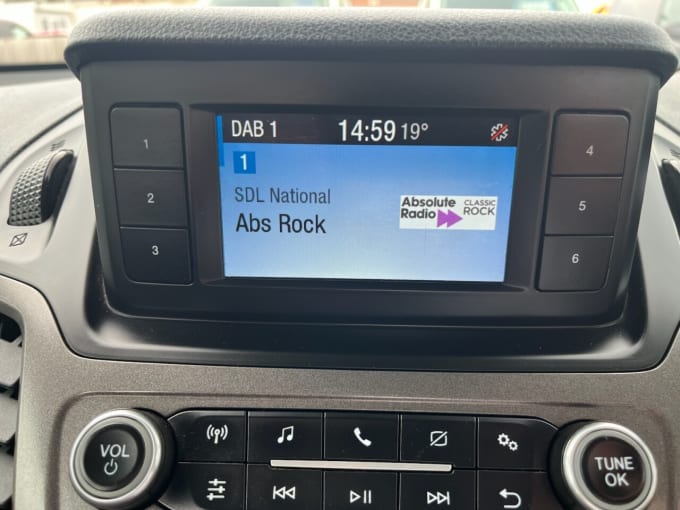 DAB 1 14:59 19°
1
SDL National
Abs Rock
Absolute Radio CLASSIC ROCK
1
2
3
4
5
6
VOL
TUNE
OK